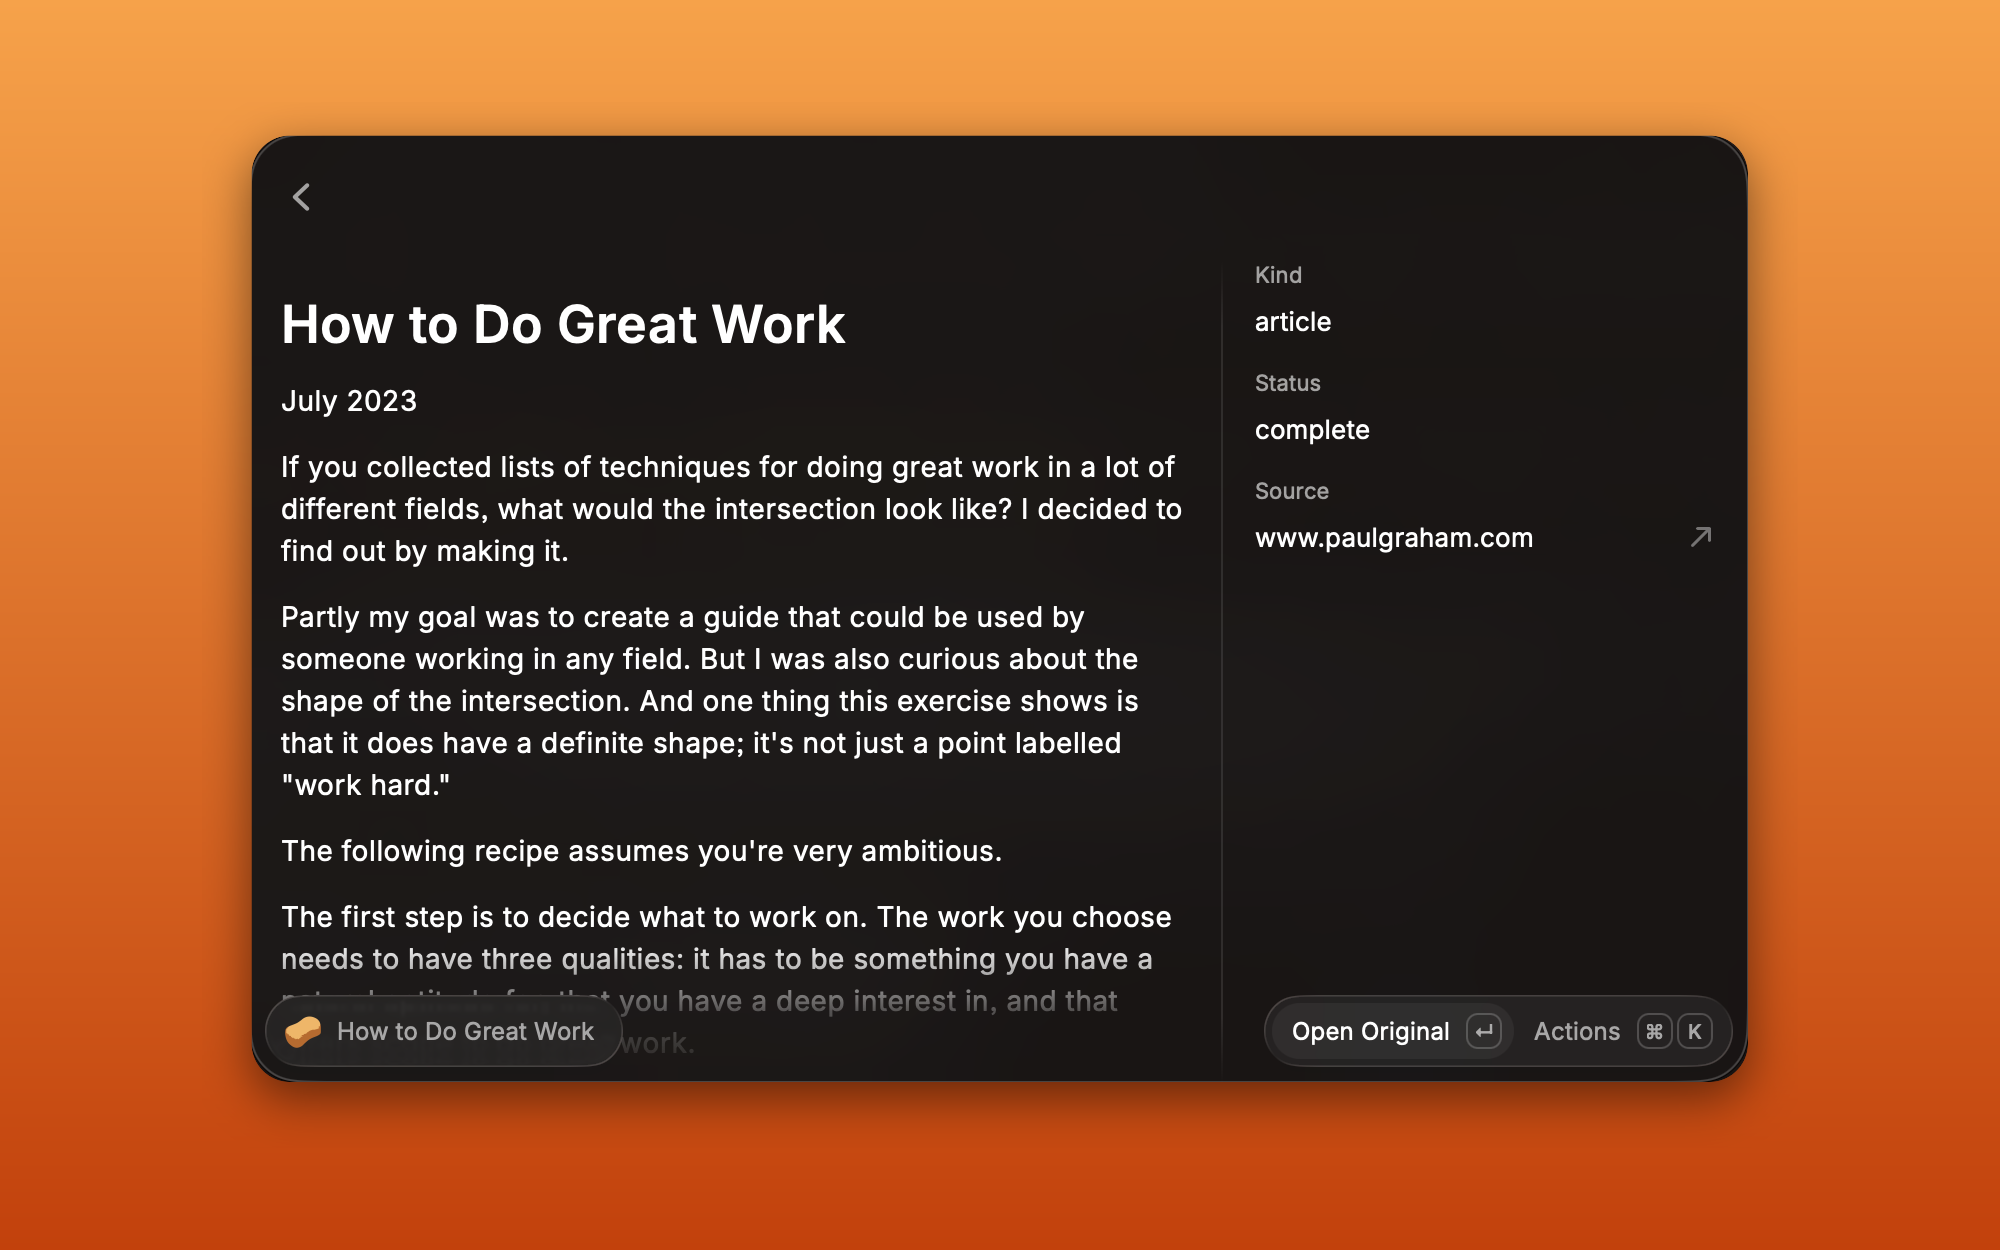 How to Do Great Work
July 2023
If you collected lists of techniques for doing great work in a lot of
different fields, what would the intersection look like? I decided to
find out by making it.
Partly my goal was to create a guide that could be used by
someone working in any field. But I was also curious about the
shape of the intersection. And one thing this exercise shows is
that it does have a definite shape; it's not just a point labelled
"work hard."
The following recipe assumes you're very ambitious.
The first step is to decide what to work on. The work you choose
needs to have three qualities: it has to be something you have a
that you have a deep interest in, and that
work.
How to Do Great Work
Kind
article
Status
complete
Source
www.paulgraham.com
Open Original
Actions ⌘ K